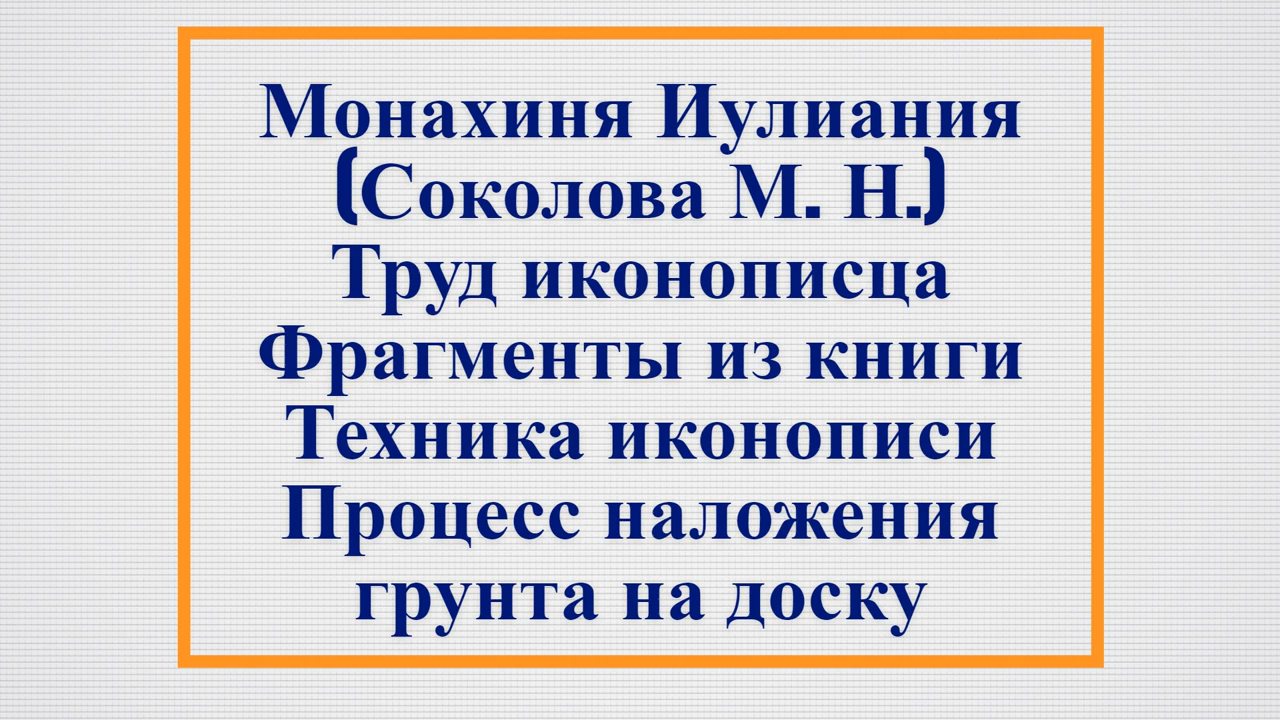 Монахиня Иулиания
(Соколова М. Н.)
Труд иконописца
Фрагменты из книги
Техника иконописи
Процесс наложения
грунта на доску